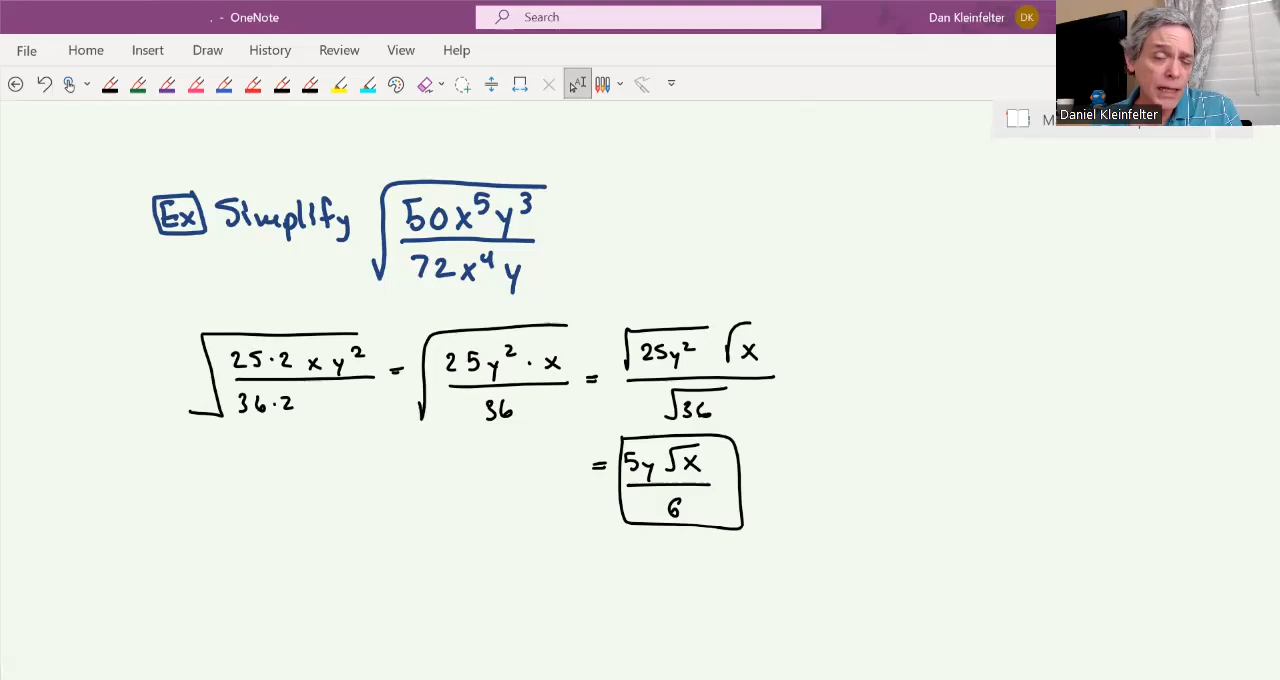 . - OneNote
Search
Dan Kleinfelter DK
File Home Insert Draw History Review View Help
Daniel Kleinfelter
Ex Simplify √(50x⁵y³ / 72x⁴y)
√(25·2 x y² / 36·2) = √(25y² · x / 36) = √25y² √x / √36
= 5y √x / 6